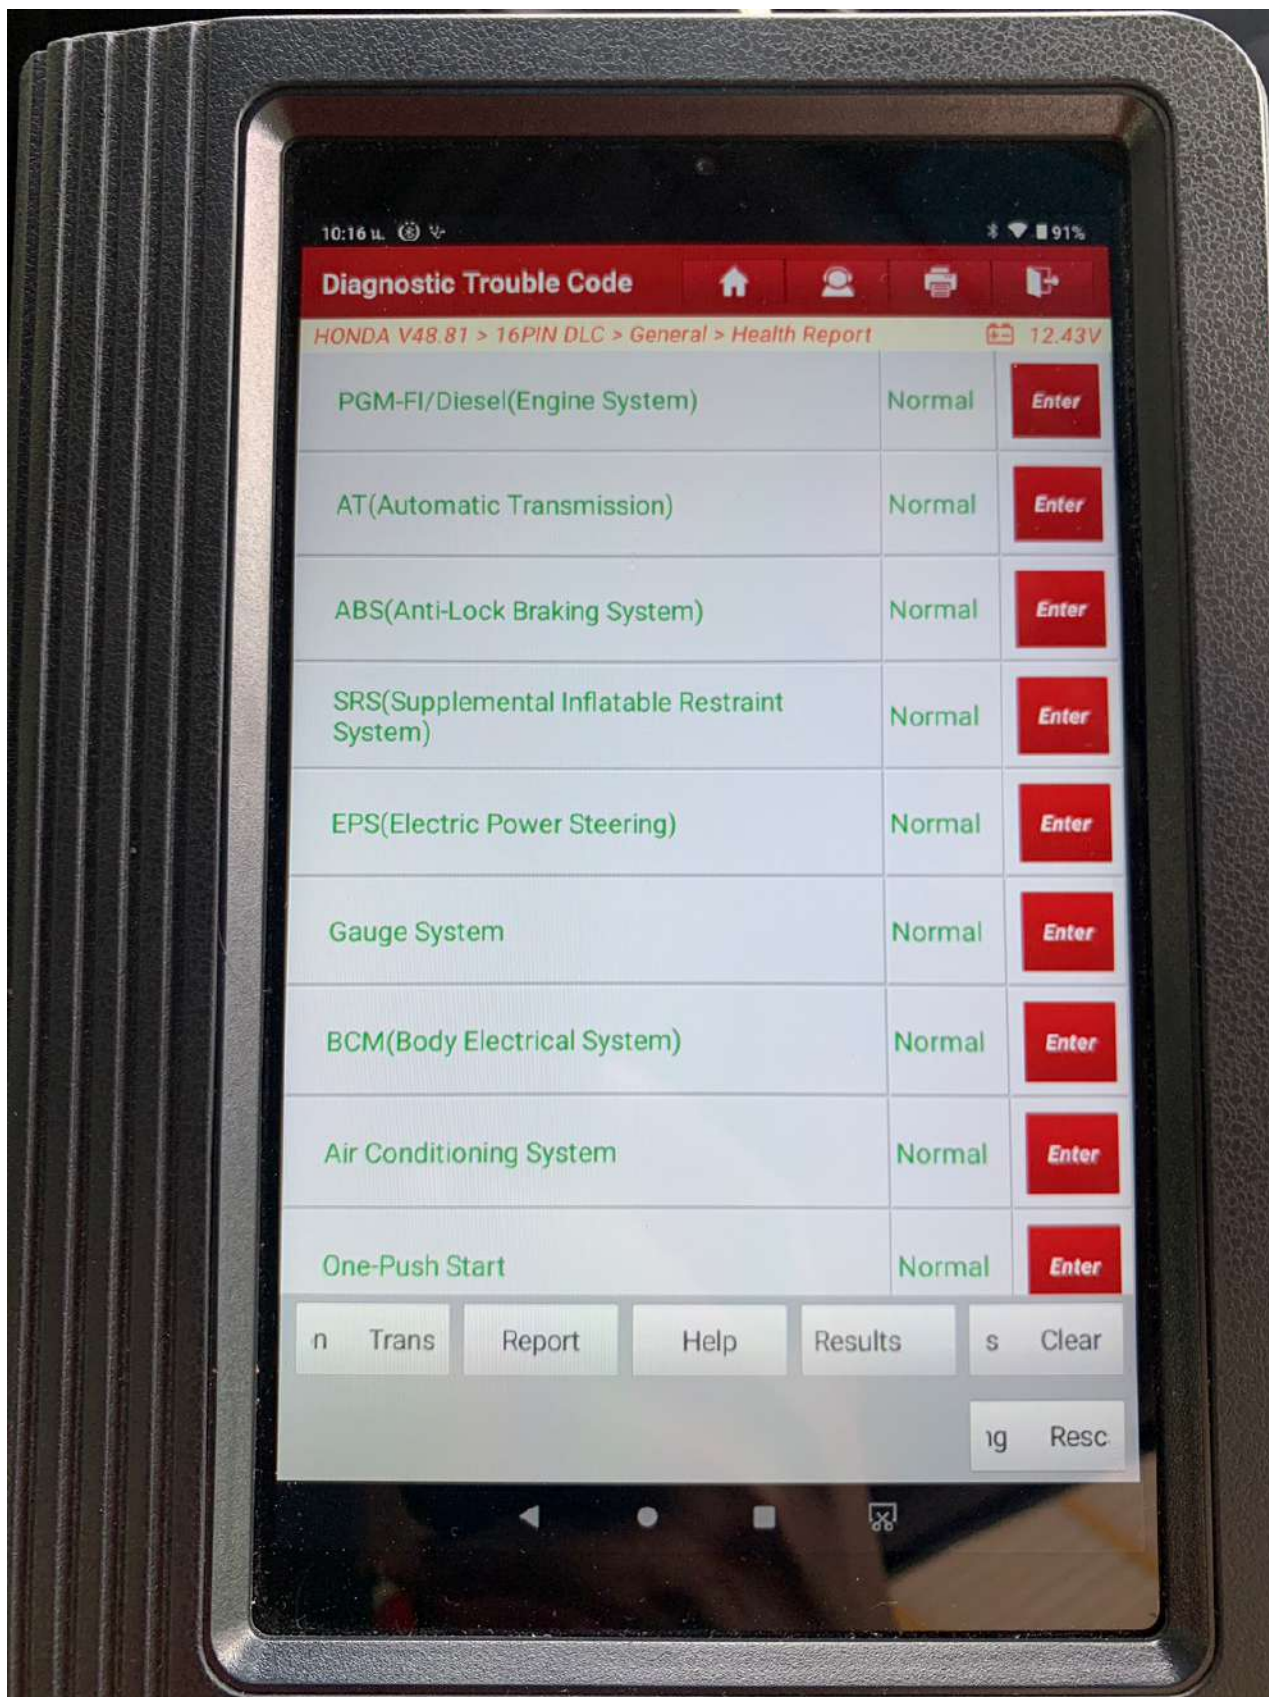 10:16 น.
91%
Diagnostic Trouble Code
HONDA V48.81 > 16PIN DLC > General > Health Report
12.43V
PGM-FI/Diesel(Engine System) Normal Enter
AT(Automatic Transmission) Normal Enter
ABS(Anti-Lock Braking System) Normal Enter
SRS(Supplemental Inflatable Restraint
System) Normal Enter
EPS(Electric Power Steering) Normal Enter
Gauge System Normal Enter
BCM(Body Electrical System) Normal Enter
Air Conditioning System Normal Enter
One-Push Start Normal Enter
n Trans Report Help Results s Clear
ng Resc